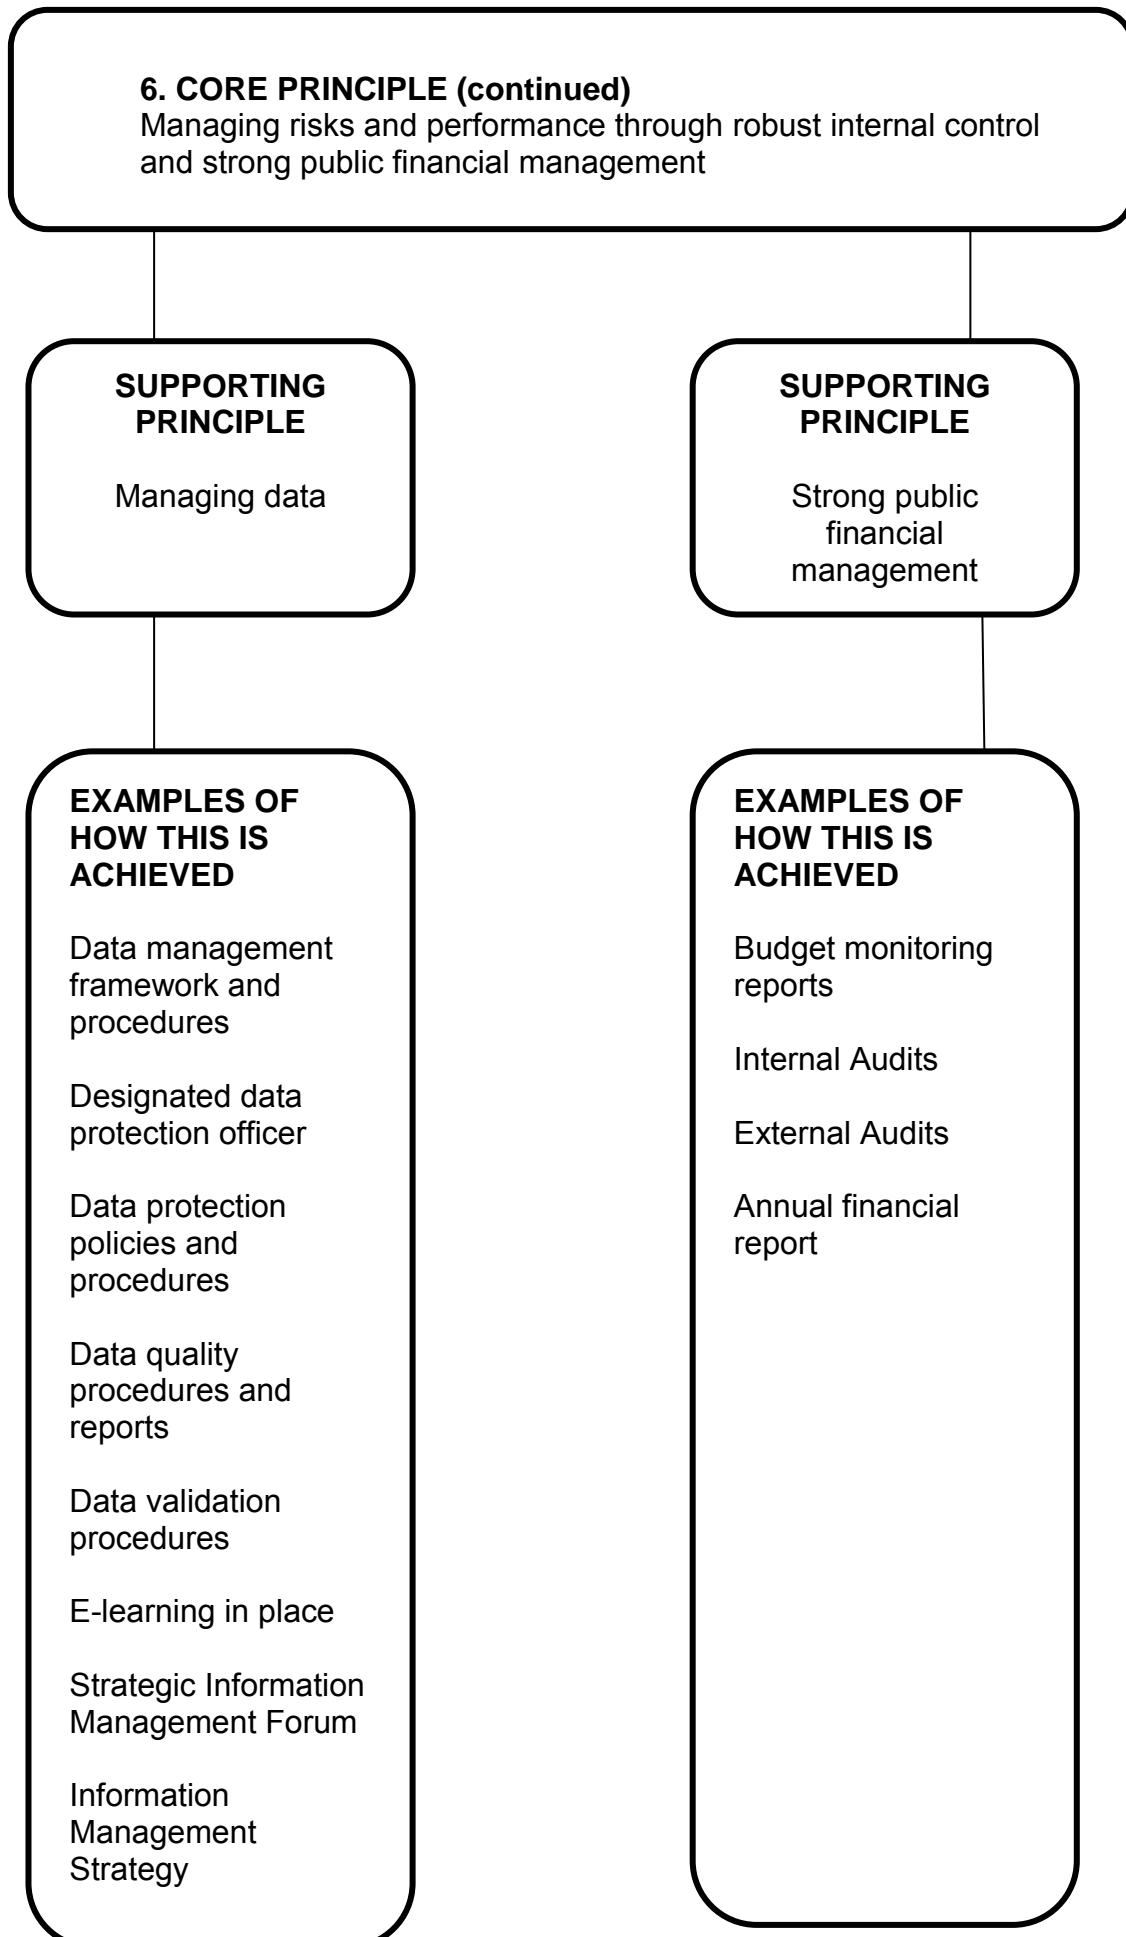 6. CORE PRINCIPLE (continued)
Managing risks and performance through robust internal control
and strong public financial management
SUPPORTING
PRINCIPLE
Managing data
SUPPORTING
PRINCIPLE
Strong public
financial
management
EXAMPLES OF
HOW THIS IS
ACHIEVED
Data management
framework and
procedures
Designated data
protection officer
Data protection
policies and
procedures
Data quality
procedures and
reports
Data validation
procedures
E-learning in place
Strategic Information
Management Forum
Information
Management
Strategy
EXAMPLES OF
HOW THIS IS
ACHIEVED
Budget monitoring
reports
Internal Audits
External Audits
Annual financial
report